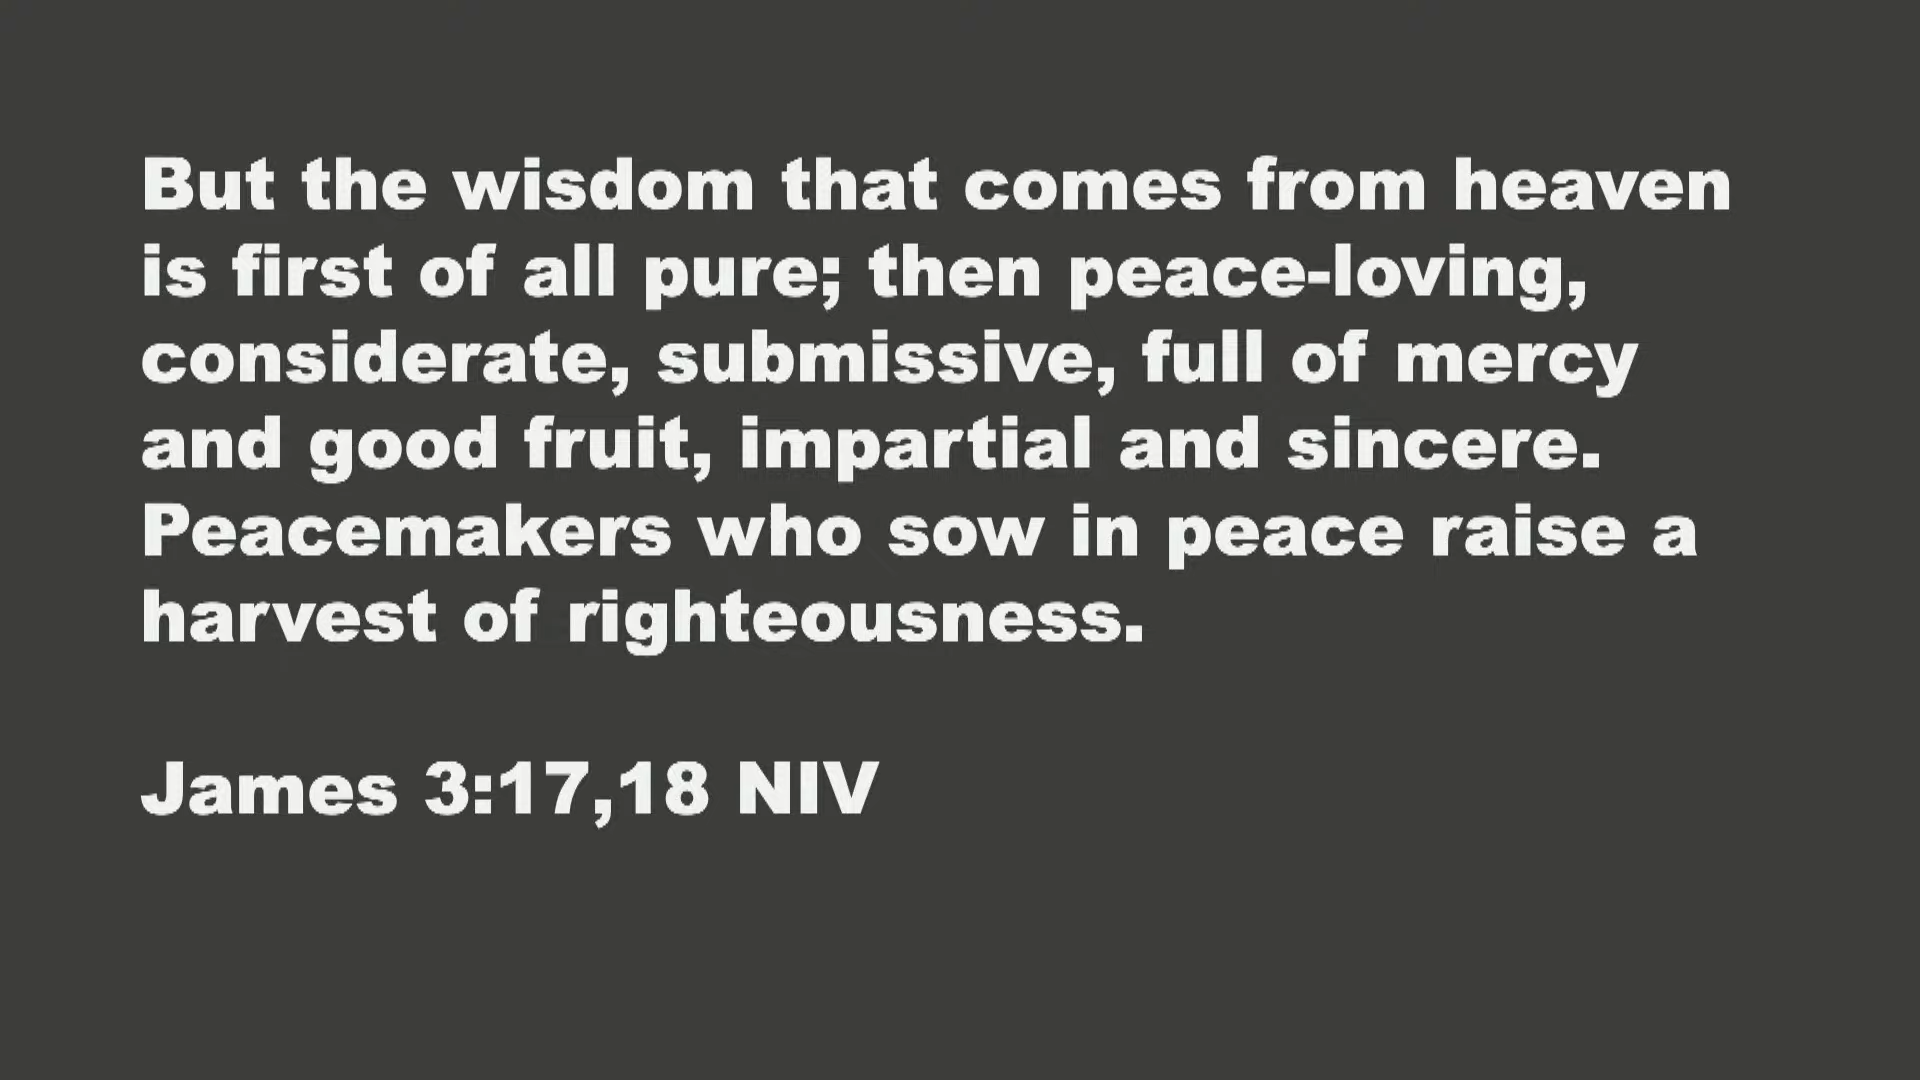 But the wisdom that comes from heaven
is first of all pure; then peace-loving,
considerate, submissive, full of mercy
and good fruit, impartial and sincere.
Peacemakers who sow in peace raise a
harvest of righteousness.
James 3:17,18 NIV